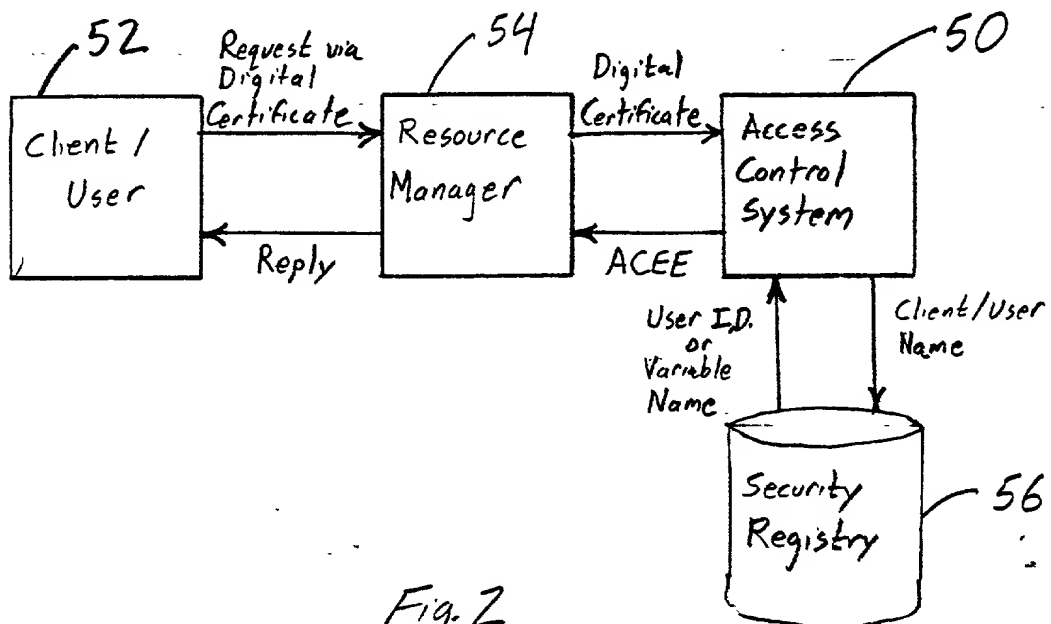 52
Request via
Digital
Certificate
54
Digital
Certificate
50
Client /
User
Resource
Manager
Access
Control
System
Reply
ACEE
User I.D.
or
Variable
Name
Client/User
Name
Security
Registry
56
Fig. 2